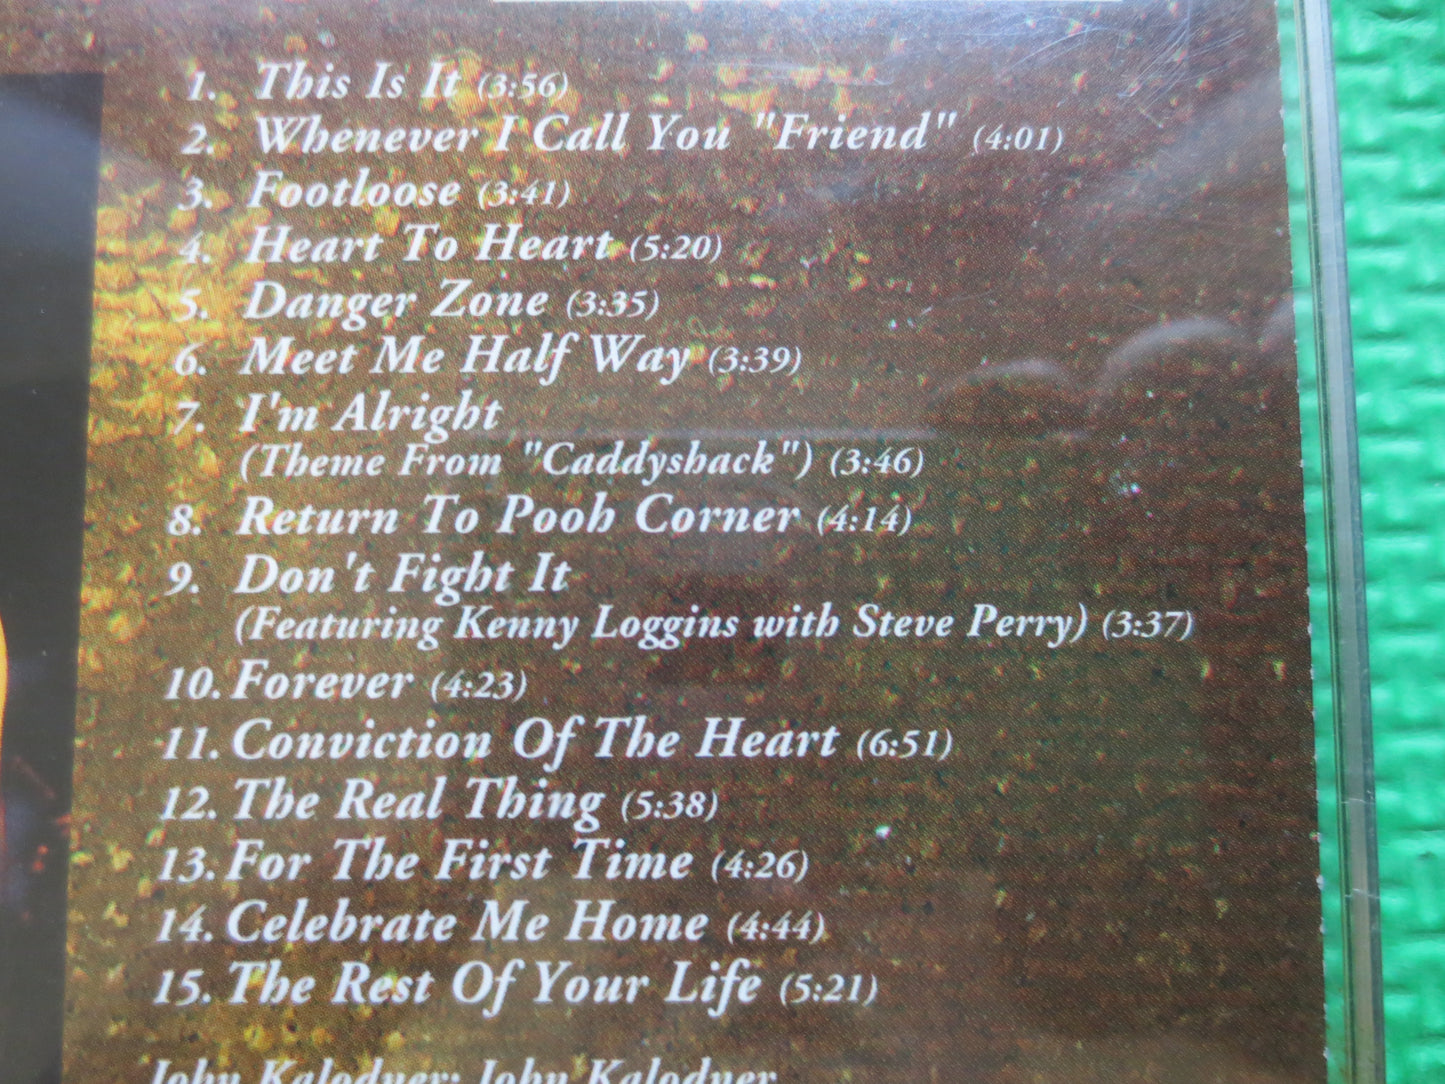 1. This Is It (3:56)
2. Whenever I Call You "Friend" (4:01)
3. Footloose (3:41)
4. Heart To Heart (5:20)
5. Danger Zone (3:35)
6. Meet Me Half Way (3:39)
7. I'm Alright
(Theme From "Caddyshack") (3:46)
8. Return To Pooh Corner (4:14)
9. Don't Fight It
(Featuring Kenny Loggins with Steve Perry) (3:37)
10. Forever (4:23)
11. Conviction Of The Heart (6:51)
12. The Real Thing (5:38)
13. For The First Time (4:26)
14. Celebrate Me Home (4:44)
15. The Rest Of Your Life (5:21)
John Kalodner: John Kalodner